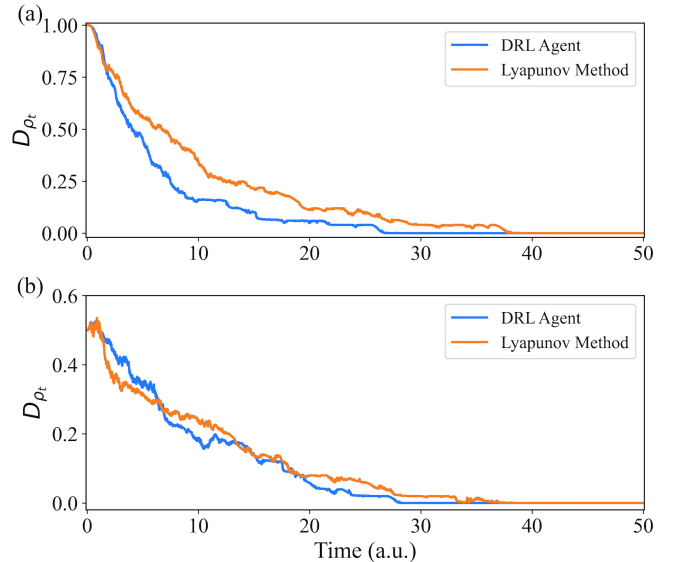 (a)
1.00
0.75
0.50
0.25
0.00
D_{ρ_t}
DRL Agent
Lyapunov Method
0 10 20 30 40 50
(b)
0.6
0.4
0.2
0.0
D_{ρ_t}
DRL Agent
Lyapunov Method
0 10 20 30 40 50
Time (a.u.)